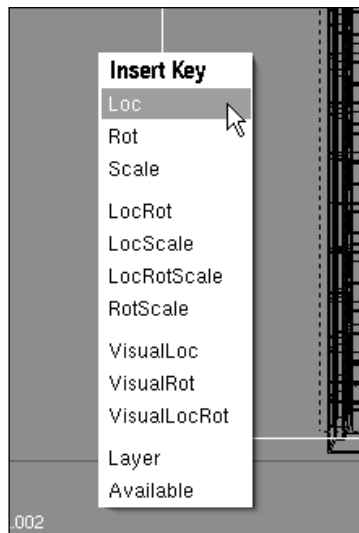 Insert Key
Loc
Rot
Scale
LocRot
LocScale
LocRotScale
RotScale
VisualLoc
VisualRot
VisualLocRot
Layer
Available
.002